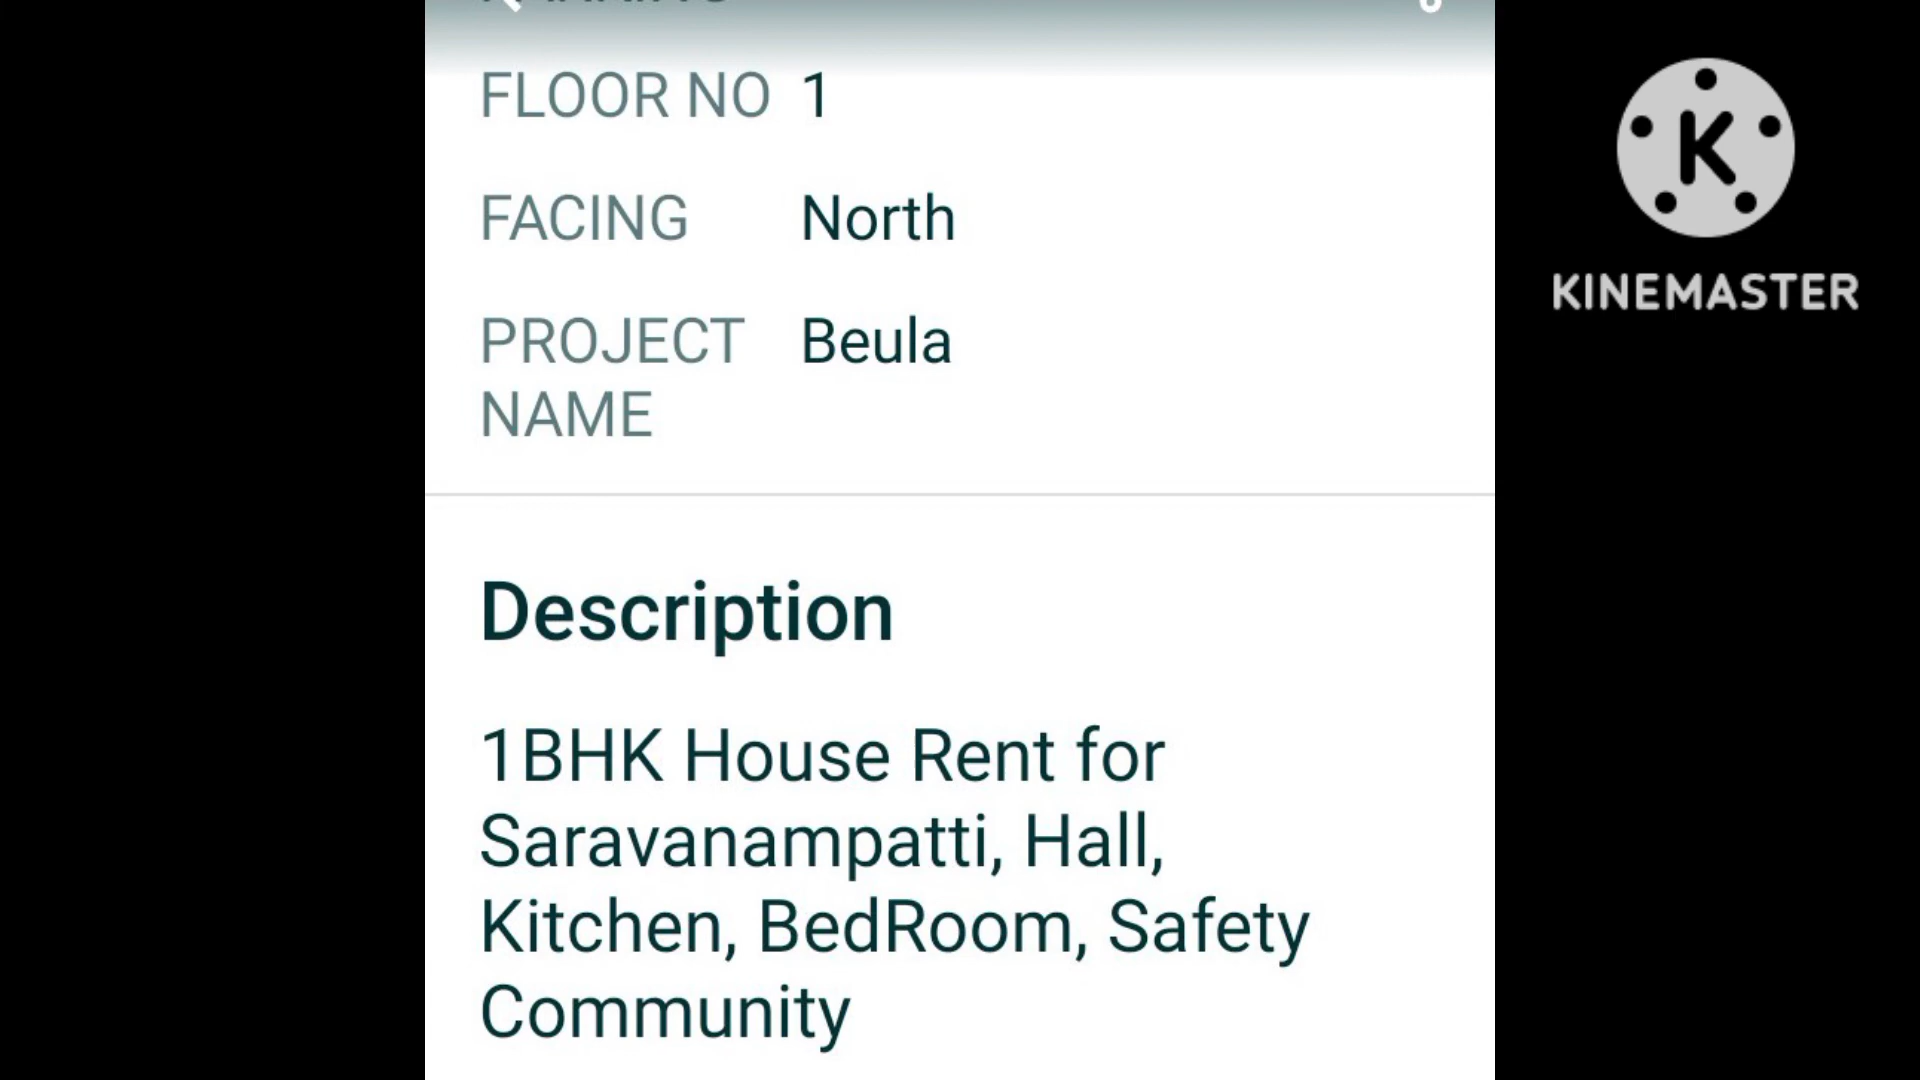 FLOOR NO 1
FACING North
PROJECT Beula
NAME
Description
1BHK House Rent for
Saravanampatti, Hall,
Kitchen, BedRoom, Safety
Community
K
KINEMASTER